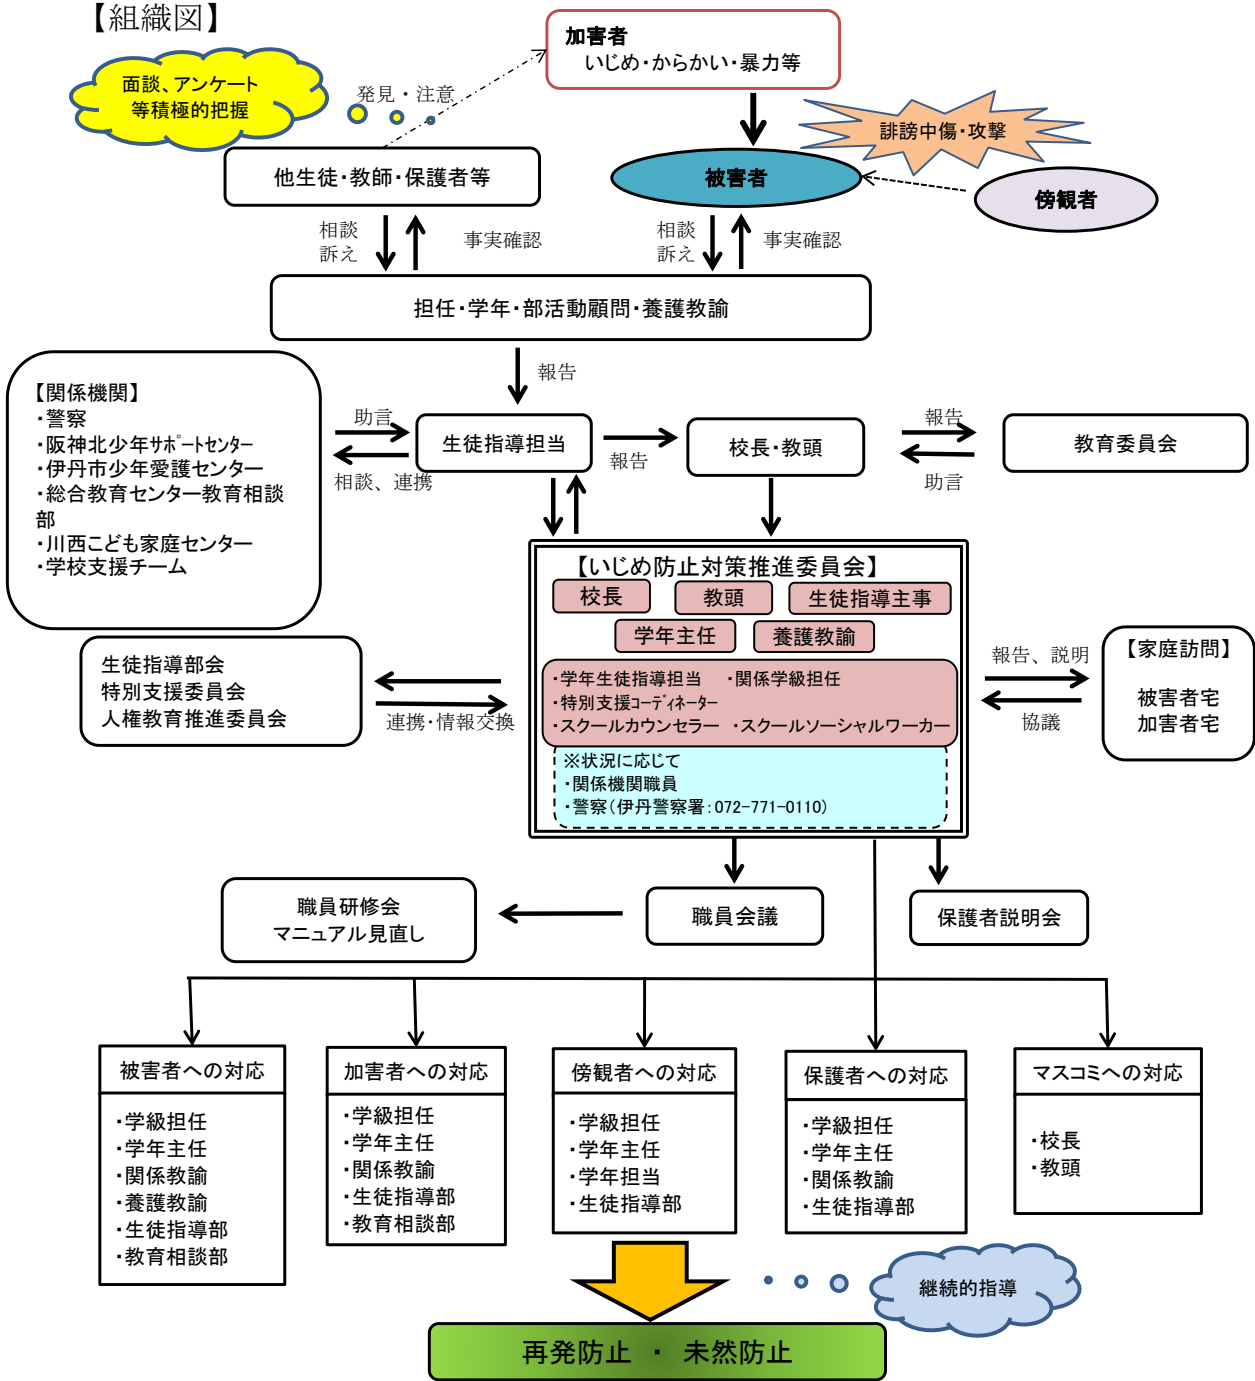 【組織図】
加害者
いじめ・からかい・暴力等
面談、アンケート
等積極的把握
発見・注意
誹謗中傷・攻撃
他生徒・教師・保護者等
被害者
傍観者
相談
訴え
事実確認
相談
訴え
事実確認
担任・学年・部活動顧問・養護教諭
報告
【関係機関】
・警察
・阪神北少年ｻﾎﾟｰﾄセンター
・伊丹市少年愛護センター
・総合教育センター教育相談
部
・川西こども家庭センター
・学校支援チーム
助言
相談、連携
生徒指導担当
報告
校長・教頭
報告
助言
教育委員会
【いじめ防止対策推進委員会】
校長
教頭
生徒指導主事
学年主任
養護教諭
・学年生徒指導担当 ・関係学級担任
・特別支援ｺｰﾃﾞｨﾈｰﾀｰ
・スクールカウンセラー ・スクールソーシャルワーカー
※状況に応じて
・関係機関職員
・警察（伊丹警察署：072-771-0110）
生徒指導部会
特別支援委員会
人権教育推進委員会
連携・情報交換
報告、説明
協議
【家庭訪問】
被害者宅
加害者宅
職員研修会
マニュアル見直し
職員会議
保護者説明会
被害者への対応
・学級担任
・学年主任
・関係教諭
・養護教諭
・生徒指導部
・教育相談部
加害者への対応
・学級担任
・学年主任
・関係教諭
・生徒指導部
・教育相談部
傍観者への対応
・学級担任
・学年主任
・学年担当
・生徒指導部
保護者への対応
・学級担任
・学年主任
・関係教諭
・生徒指導部
マスコミへの対応
・校長
・教頭
継続的指導
再発防止 ・ 未然防止